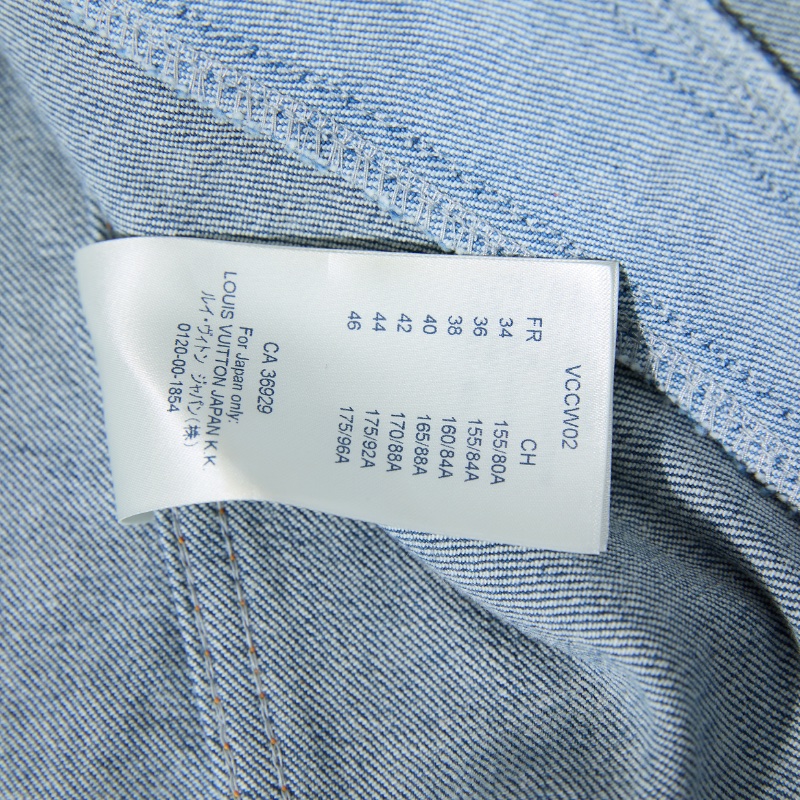 VCCW02
FR CH
34 155/80A
36 155/84A
38 160/84A
40 165/88A
42 170/88A
44 175/92A
46 175/96A
CA 36929
For Japan only:
LOUIS VUITTON JAPAN K.K.
ルイ・ヴィトン ジャパン(株)
0120-00-1854